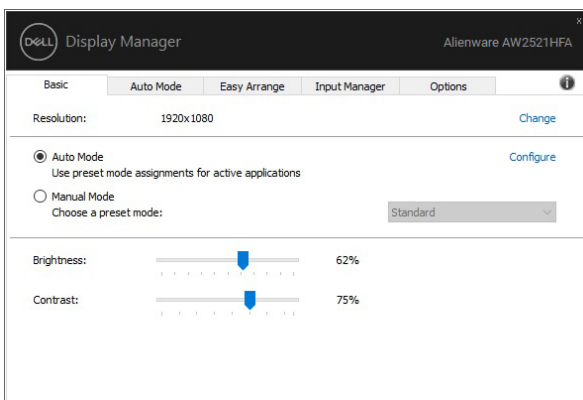 DELL Display Manager Alienware AW2521HFA
x
Basic Auto Mode Easy Arrange Input Manager Options
Resolution: 1920x1080 Change
Auto Mode Configure
Use preset mode assignments for active applications
Manual Mode
Choose a preset mode: Standard
Brightness: 62%
Contrast: 75%